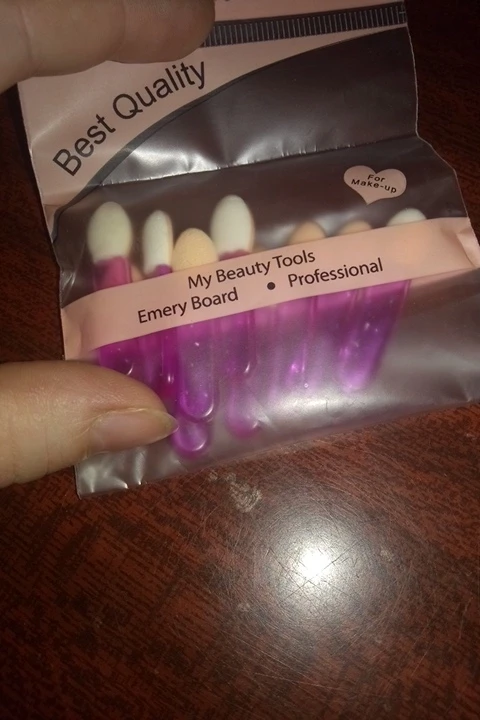 Best Quality
For
Make-up
My Beauty Tools
Emery Board • Professional